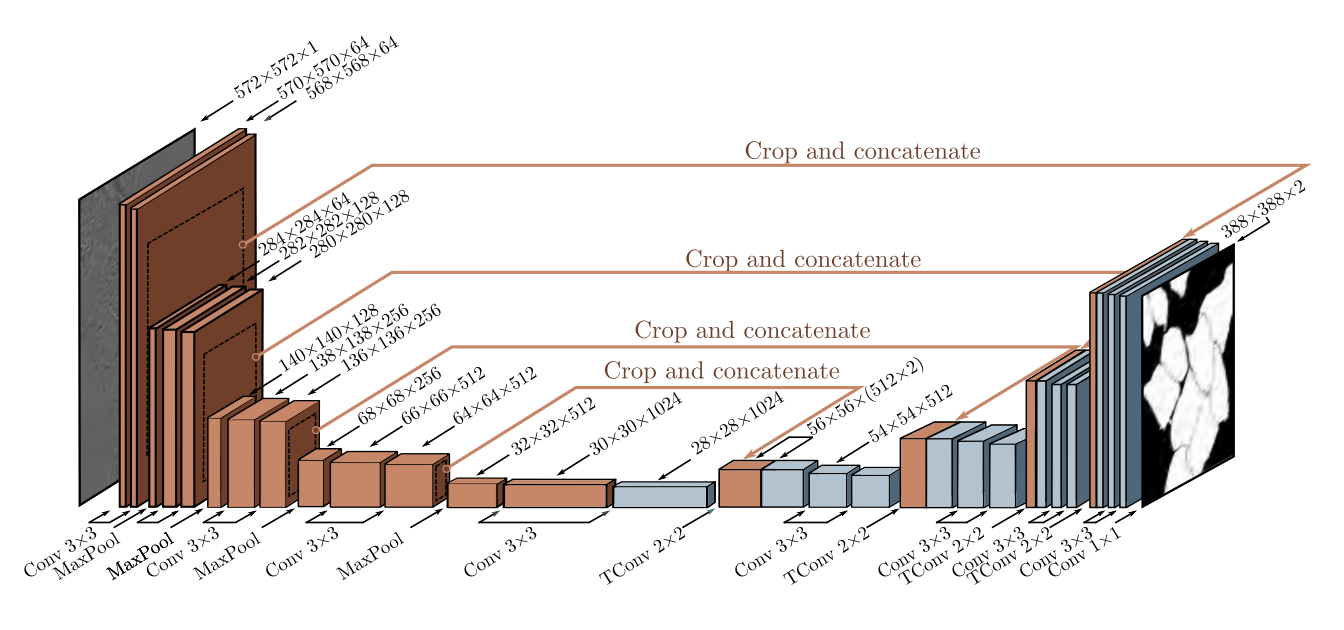 572×572×1
570×570×64
568×568×64
Crop and concatenate
284×284×64
282×282×128
280×280×128
388×388×2
Crop and concatenate
140×140×128
138×138×256
136×136×256
Crop and concatenate
68×68×256
66×66×512
64×64×512
Crop and concatenate
32×32×512
30×30×1024
28×28×1024
56×56×(512×2)
54×54×512
Conv 3×3
MaxPool
MaxPool
Conv 3×3
MaxPool
Conv 3×3
MaxPool
Conv 3×3
TConv 2×2
Conv 3×3
TConv 2×2
Conv 3×3
TConv 2×2
Conv 3×3
TConv 2×2
Conv 3×3
Conv 1×1